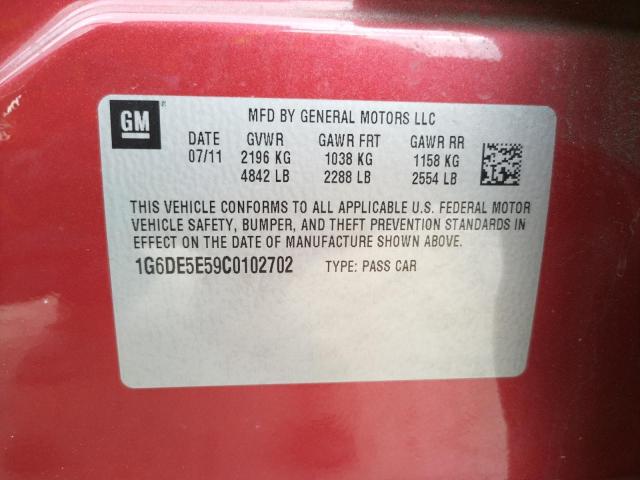 GM
MFD BY GENERAL MOTORS LLC
DATE GVWR GAWR FRT GAWR RR
07/11 2196 KG 1038 KG 1158 KG
4842 LB 2288 LB 2554 LB
THIS VEHICLE CONFORMS TO ALL APPLICABLE U.S. FEDERAL MOTOR
VEHICLE SAFETY, BUMPER, AND THEFT PREVENTION STANDARDS IN
EFFECT ON THE DATE OF MANUFACTURE SHOWN ABOVE.
1G6DE5E59C0102702 TYPE: PASS CAR